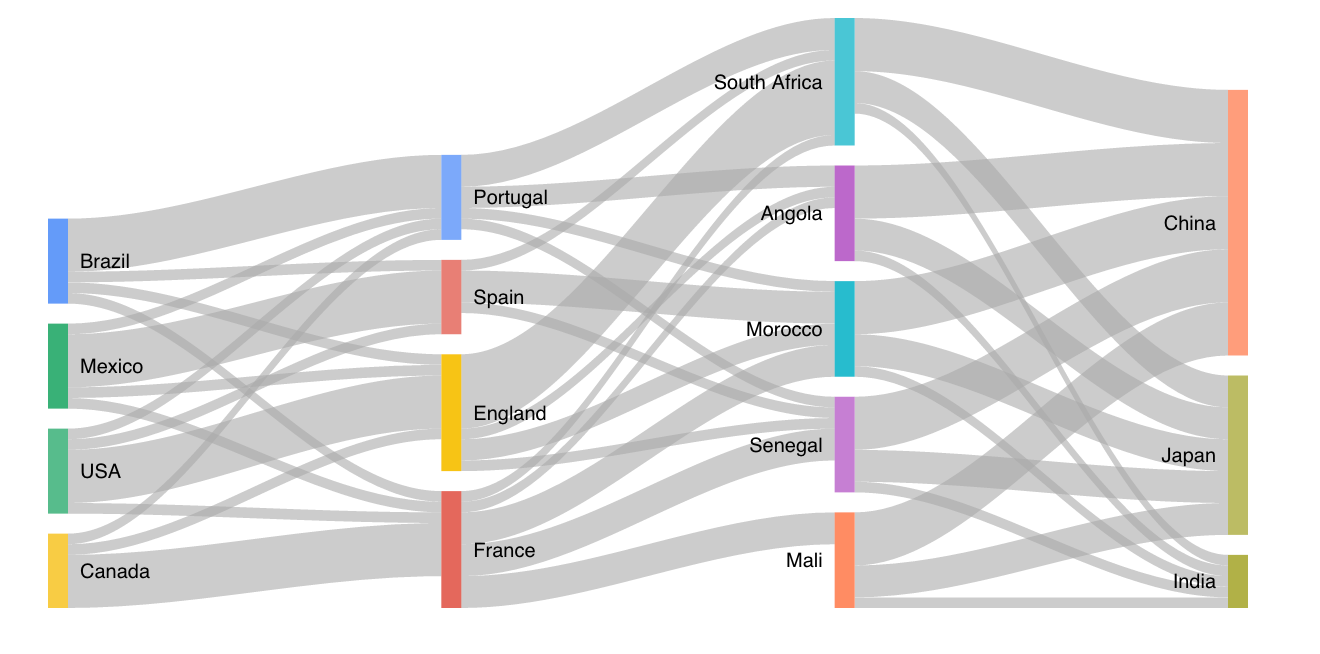 Brazil
Mexico
USA
Canada
Portugal
Spain
England
France
South Africa
Angola
Morocco
Senegal
Mali
China
Japan
India